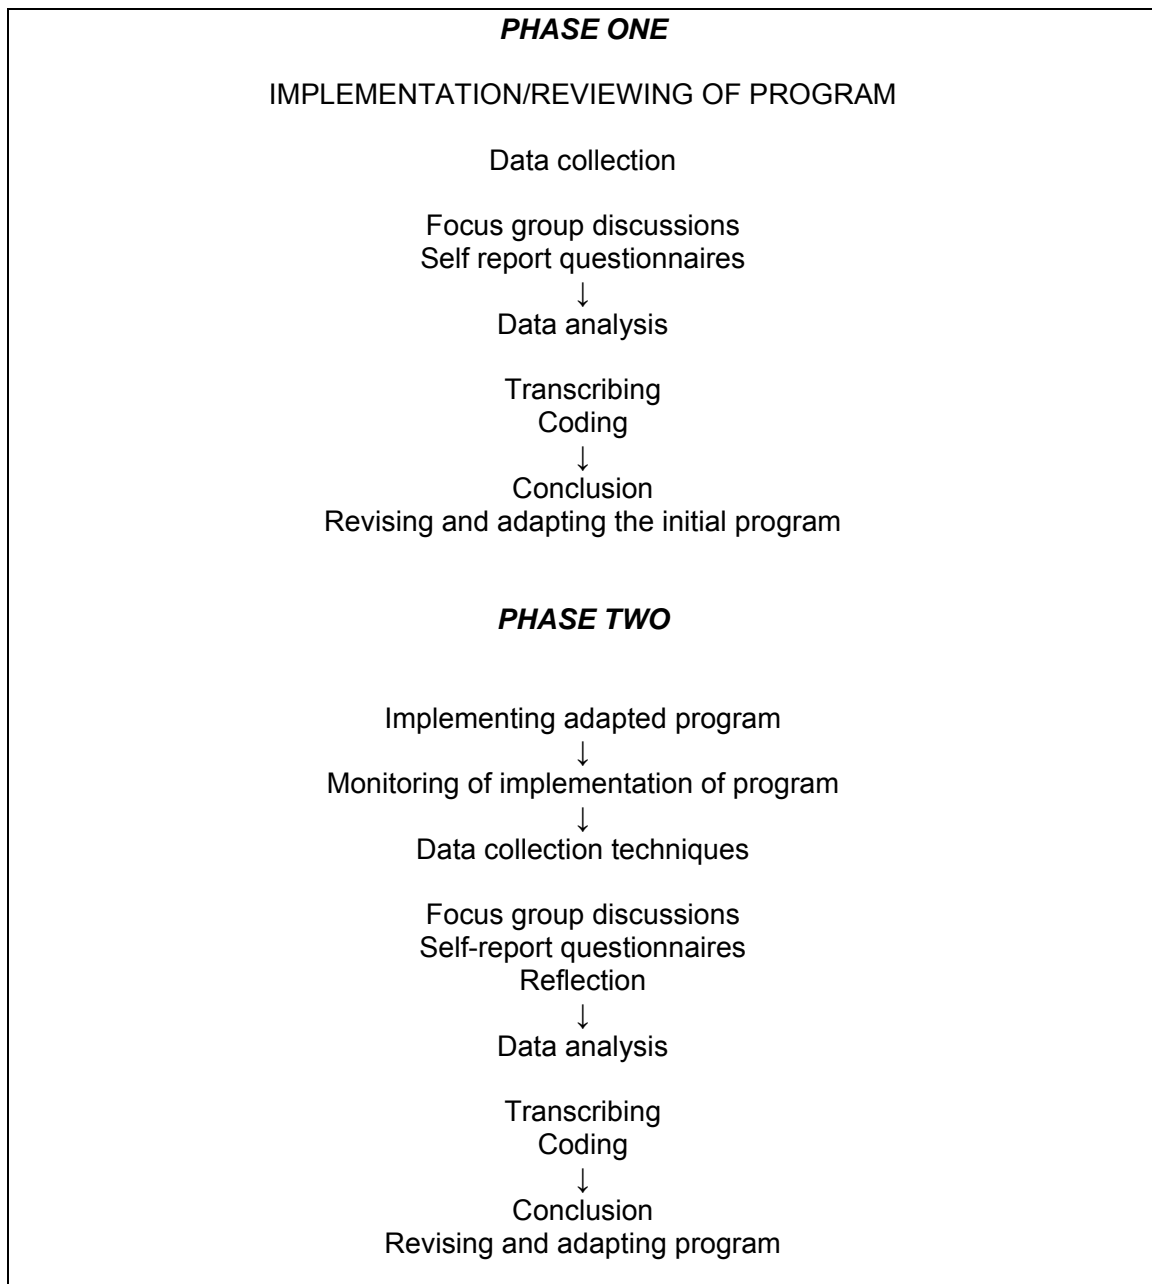 PHASE ONE
IMPLEMENTATION/REVIEWING OF PROGRAM
Data collection
Focus group discussions
Self report questionnaires
↓
Data analysis
Transcribing
Coding
↓
Conclusion
Revising and adapting the initial program
PHASE TWO
Implementing adapted program
↓
Monitoring of implementation of program
↓
Data collection techniques
Focus group discussions
Self-report questionnaires
Reflection
↓
Data analysis
Transcribing
Coding
↓
Conclusion
Revising and adapting program